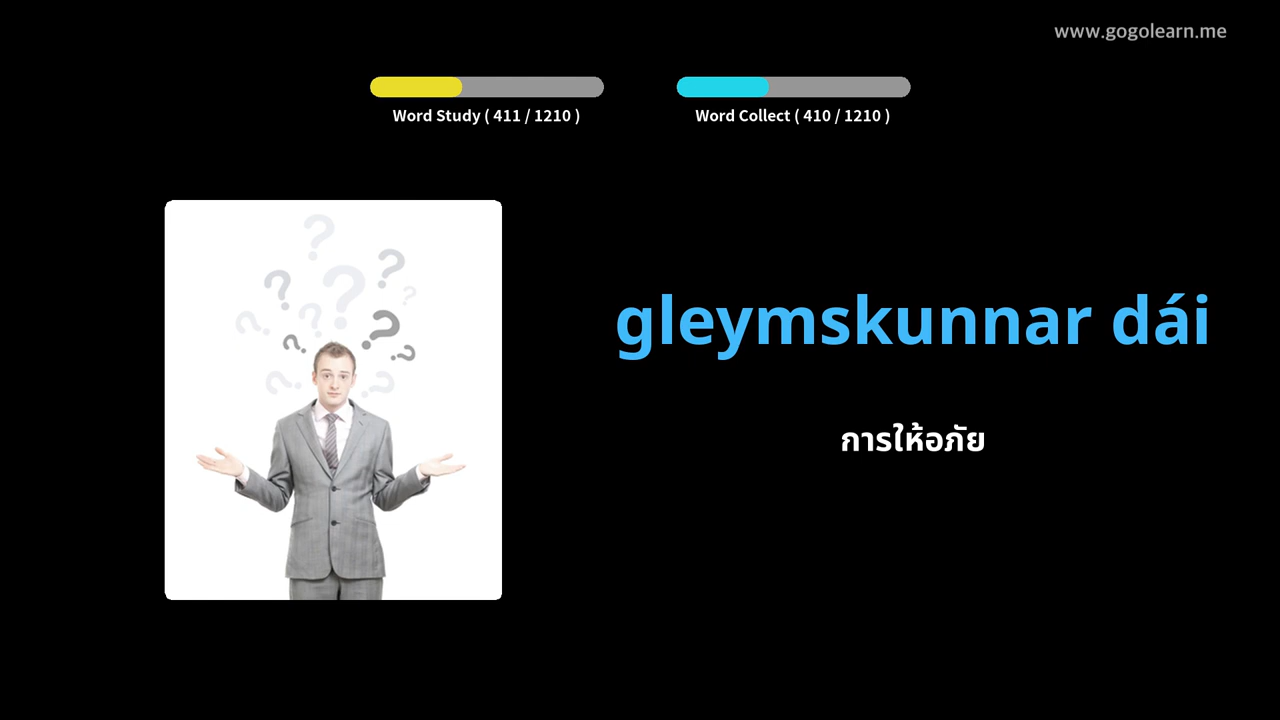 www.gogolearn.me
Word Study ( 411 / 1210 )
Word Collect ( 410 / 1210 )
gleymskunnar dái
การให้อภัย